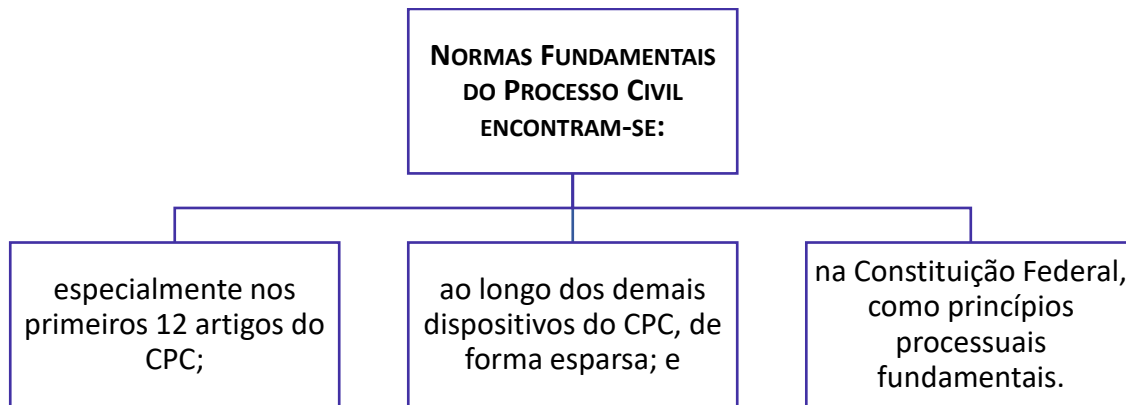 NORMAS FUNDAMENTAIS
DO PROCESSO CIVIL
ENCONTRAM-SE:
especialmente nos
primeiros 12 artigos do
CPC;
ao longo dos demais
dispositivos do CPC, de
forma esparsa; e
na Constituição Federal,
como princípios
processuais
fundamentais.